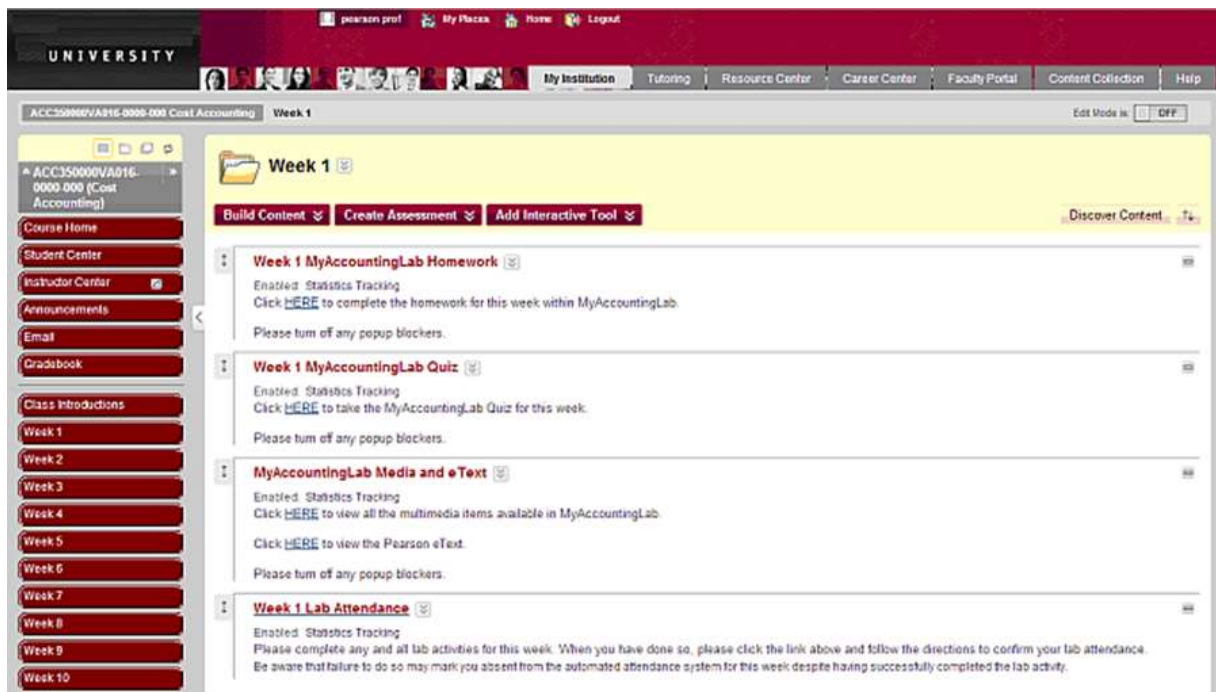 pearson prof My Places Home Logout
UNIVERSITY
My Institution Tutoring Resource Center Career Center Faculty Portal Content Collection Help
ACC350000VA016-0000-000 Cost Accounting Week 1 Edit Mode is: OFF
ACC350000VA016-
0000-000 (Cost
Accounting)
Course Home
Student Center
Instructor Center
Announcements
Email
Gradebook
Class Introductions
Week 1
Week 2
Week 3
Week 4
Week 5
Week 6
Week 7
Week 8
Week 9
Week 10
Week 1
Build Content Create Assessment Add Interactive Tool Discover Content
Week 1 MyAccountingLab Homework
Enabled: Statistics Tracking
Click HERE to complete the homework for this week within MyAccountingLab.
Please turn off any popup blockers.
Week 1 MyAccountingLab Quiz
Enabled: Statistics Tracking
Click HERE to take the MyAccountingLab Quiz for this week.
Please turn off any popup blockers.
MyAccountingLab Media and eText
Enabled: Statistics Tracking
Click HERE to view all the multimedia items available in MyAccountingLab.
Click HERE to view the Pearson eText.
Please turn off any popup blockers.
Week 1 Lab Attendance
Enabled: Statistics Tracking
Please complete any and all lab activities for this week. When you have done so, please click the link above and follow the directions to confirm your lab attendance.
Be aware that failure to do so may mark you absent from the automated attendance system for this week despite having successfully completed the lab activity.